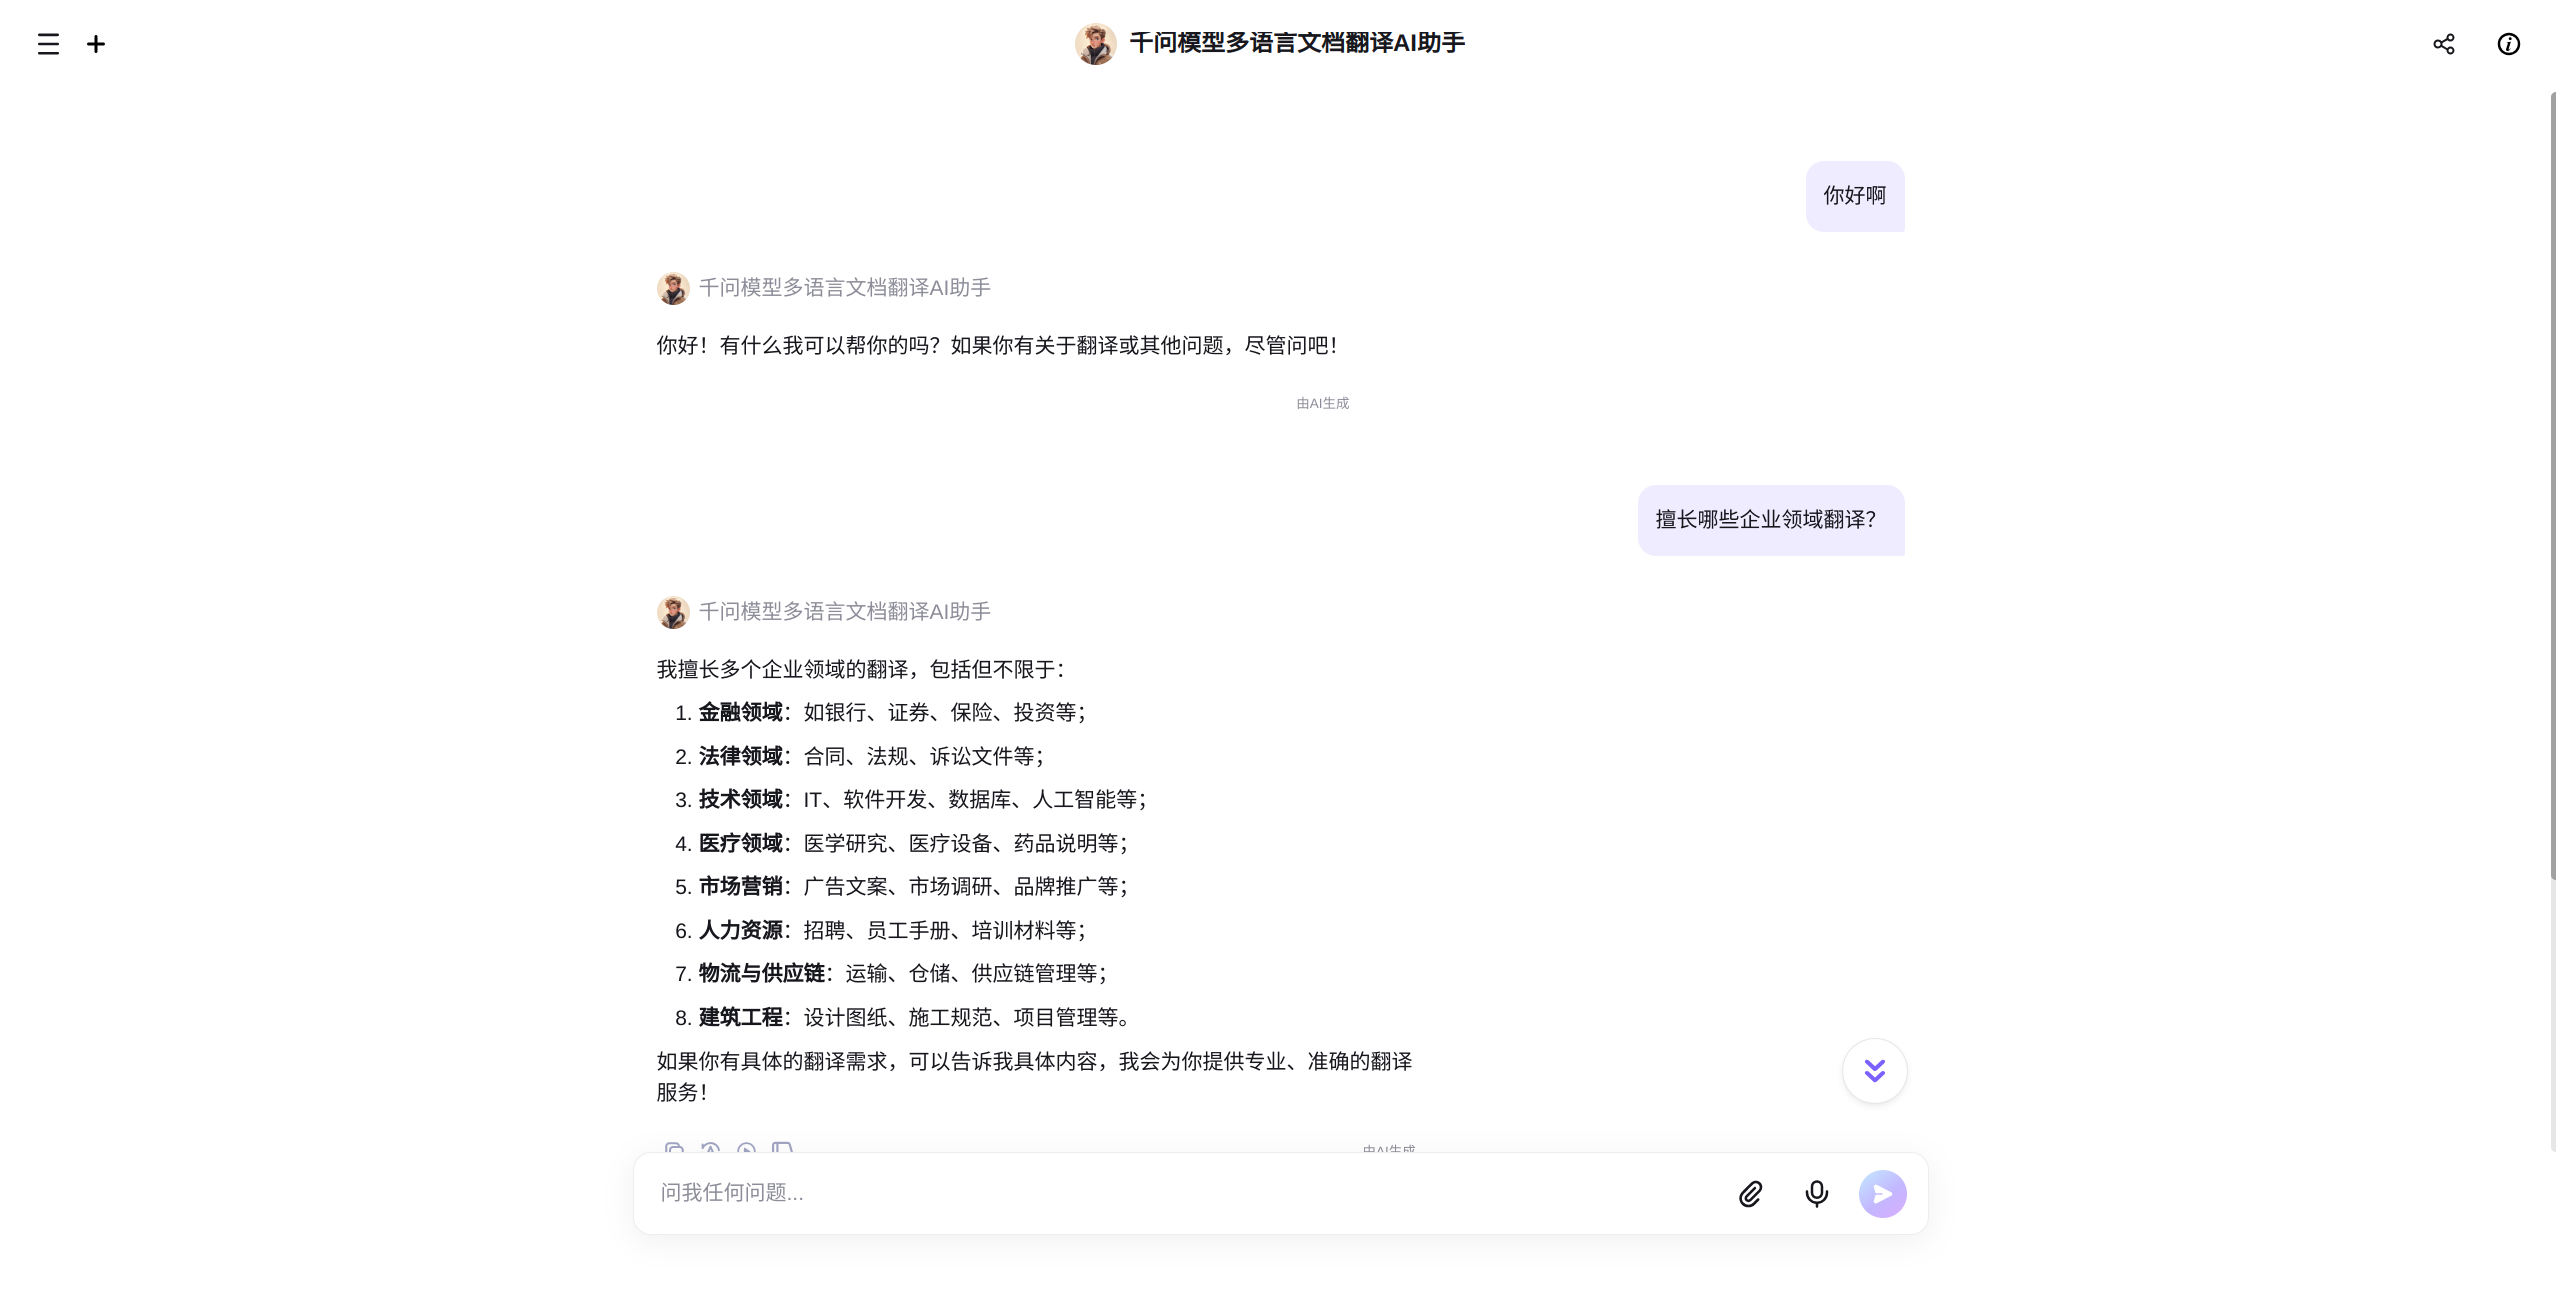 千问模型多语言文档翻译AI助手
你好啊
千问模型多语言文档翻译AI助手
你好！有什么我可以帮你的吗？如果你有关于翻译或其他问题，尽管问吧！
由AI生成
擅长哪些企业领域翻译？
千问模型多语言文档翻译AI助手
我擅长多个企业领域的翻译，包括但不限于：
1. 金融领域：如银行、证券、保险、投资等；
2. 法律领域：合同、法规、诉讼文件等；
3. 技术领域：IT、软件开发、数据库、人工智能等；
4. 医疗领域：医学研究、医疗设备、药品说明等；
5. 市场营销：广告文案、市场调研、品牌推广等；
6. 人力资源：招聘、员工手册、培训材料等；
7. 物流与供应链：运输、仓储、供应链管理等；
8. 建筑工程：设计图纸、施工规范、项目管理等。
如果你有具体的翻译需求，可以告诉我具体内容，我会为你提供专业、准确的翻译
服务！
由AI生成
问我任何问题...